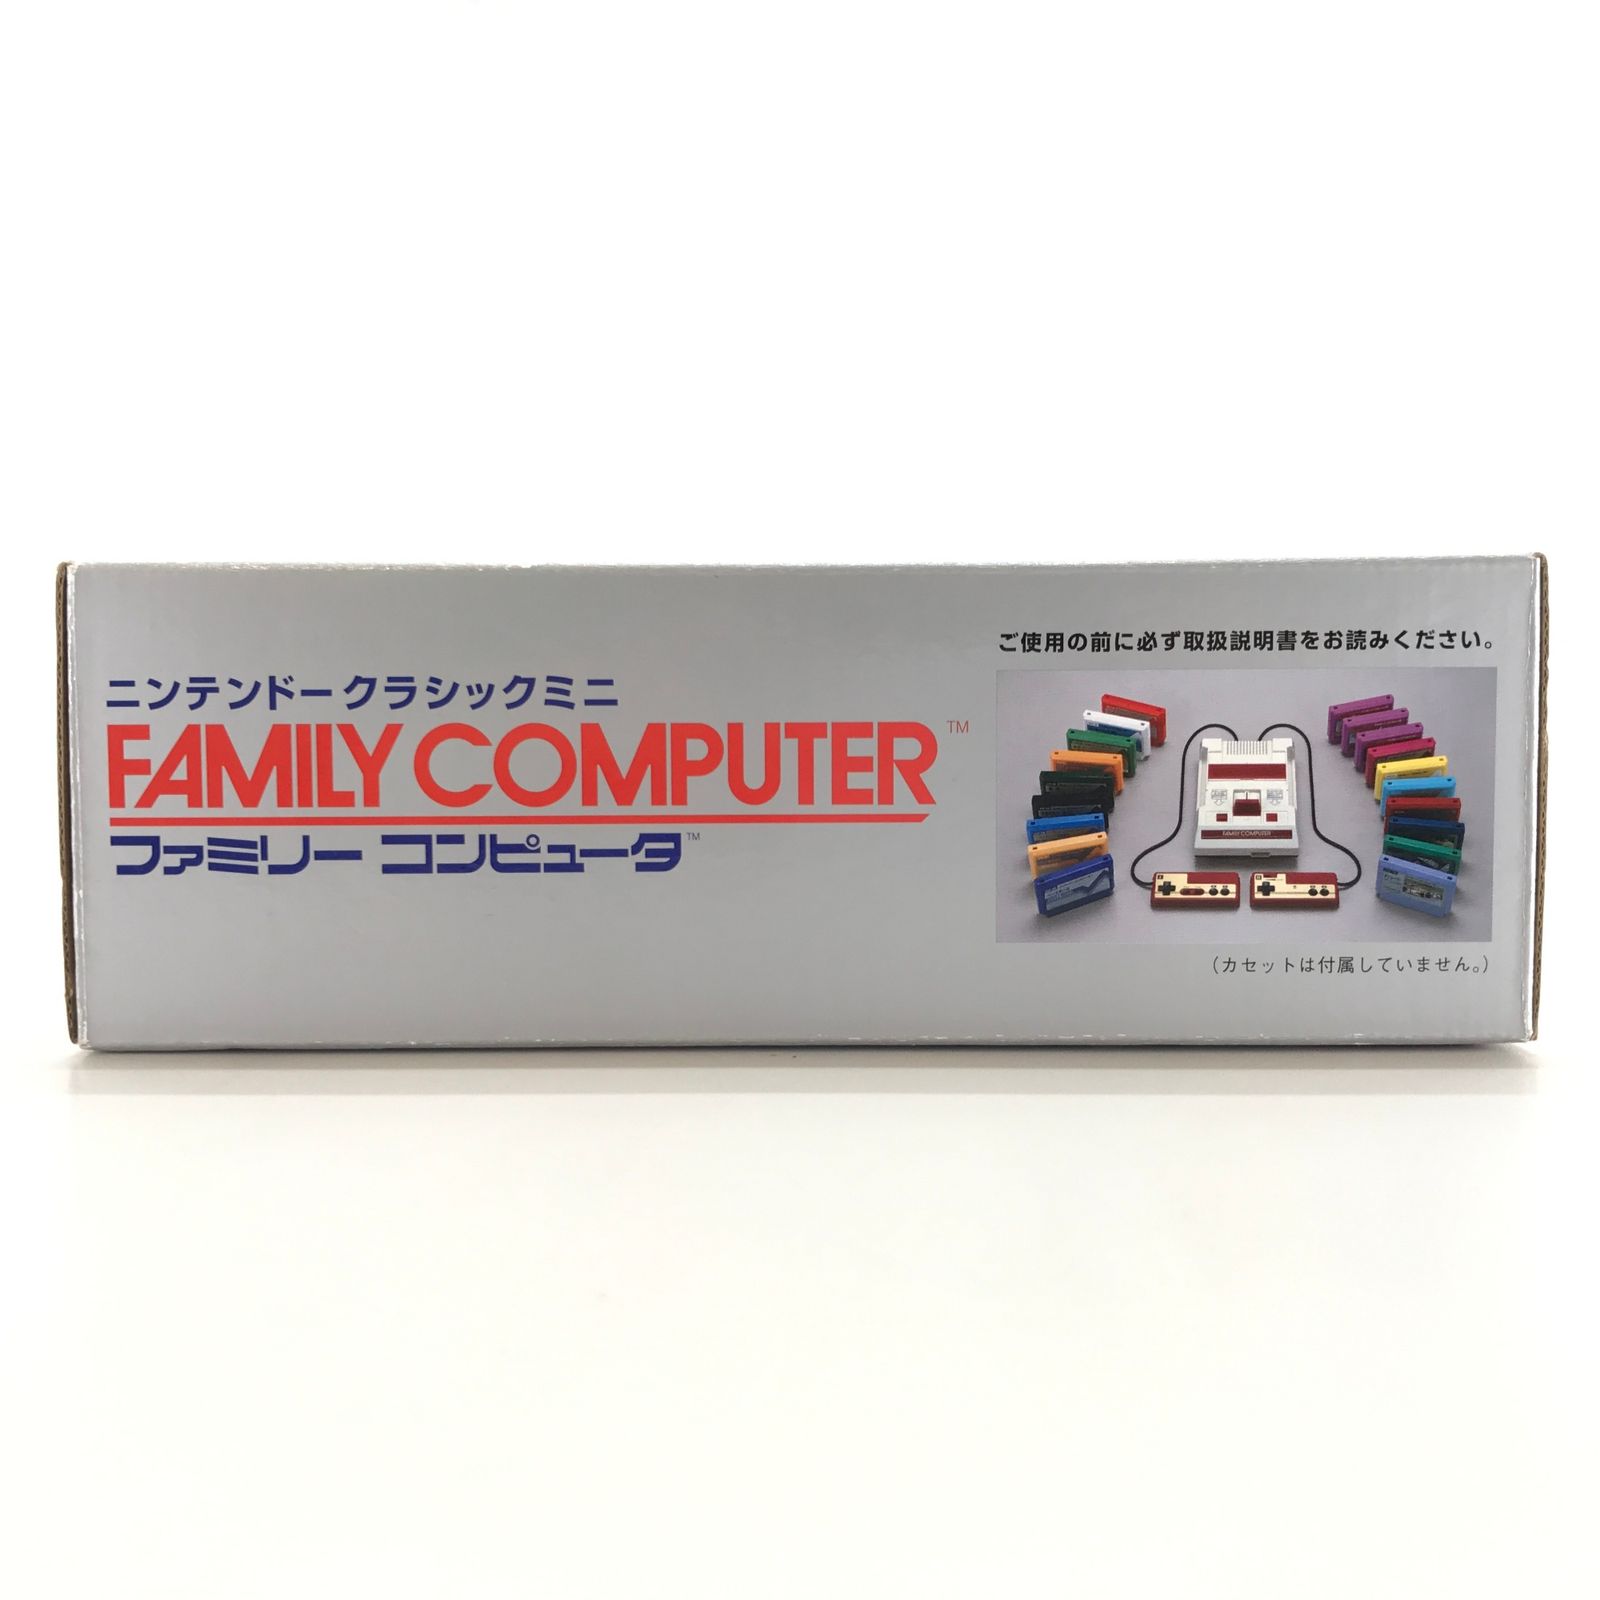 ニンテンドークラシックミニ
FAMILY COMPUTER™
ファミリー コンピュータ™
ご使用の前に必ず取扱説明書をお読みください。
FAMILY COMPUTER
（カセットは付属していません。）